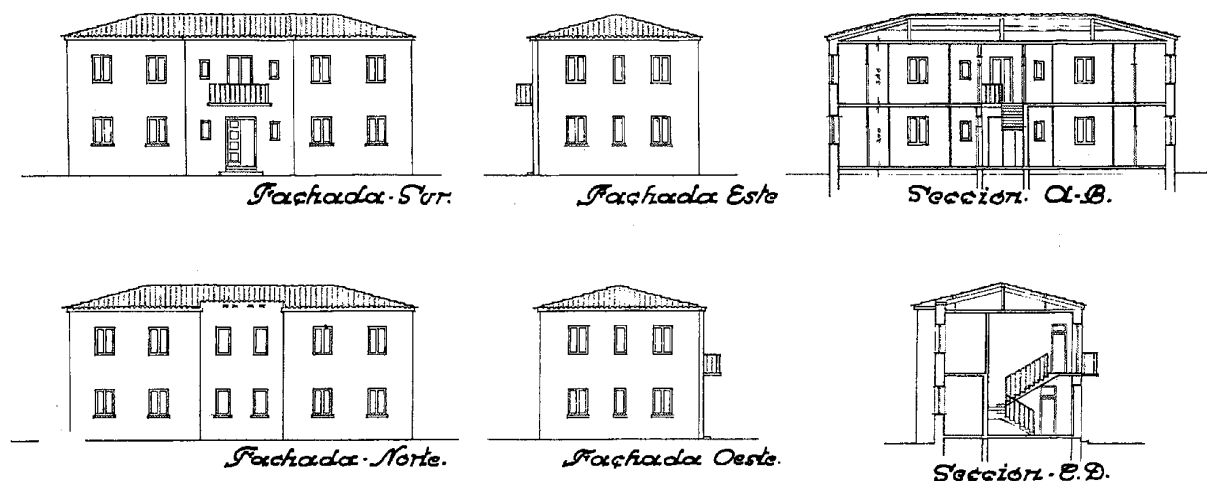 Fachada-Sur.
Fachada Este
Sección. A-B.
Fachada-Norte.
Fachada Oeste.
Sección-C.D.